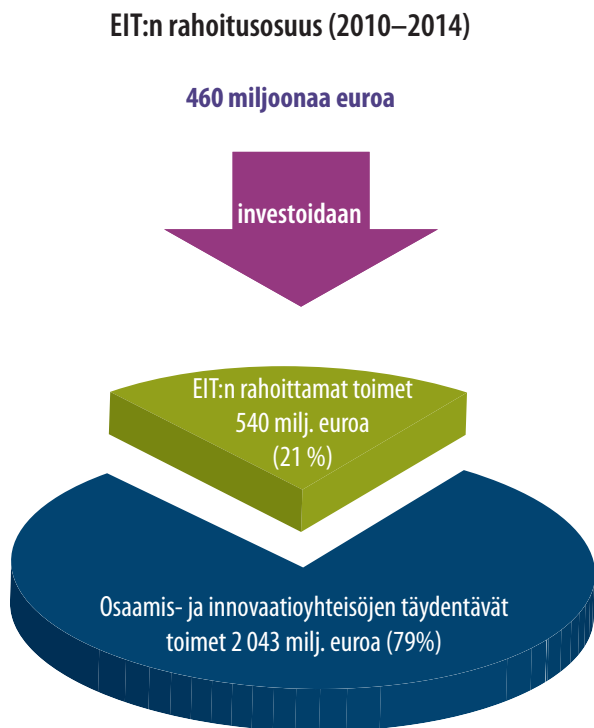 EIT:n rahoitusosuus (2010–2014)
460 miljoonaa euroa
investoidaan
EIT:n rahoittamat toimet
540 milj. euroa
(21 %)
Osaamis- ja innovaatioyhteisöjen täydentävät
toimet 2 043 milj. euroa (79%)